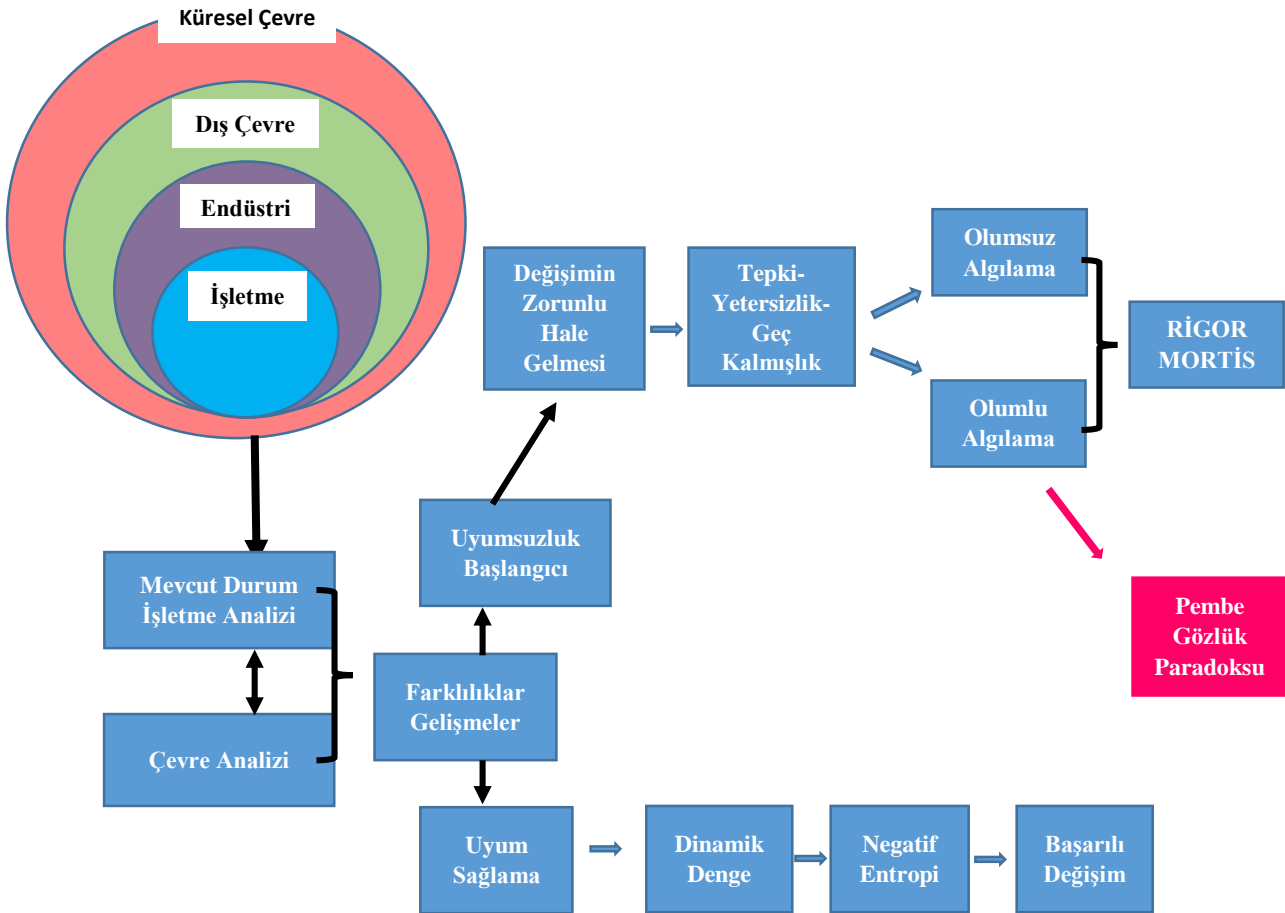 Küresel Çevre
Dış Çevre
Endüstri
İşletme
Değişimin
Zorunlu
Hale
Gelmesi
Tepki-
Yetersizlik-
Geç
Kalmışlık
Olumsuz
Algılama
Olumlu
Algılama
RİGOR
MORTİS
Pembe
Gözlük
Paradoksu
Uyumsuzluk
Başlangıcı
Mevcut Durum
İşletme Analizi
Çevre Analizi
Farklılıklar
Gelişmeler
Uyum
Sağlama
Dinamik
Denge
Negatif
Entropi
Başarılı
Değişim